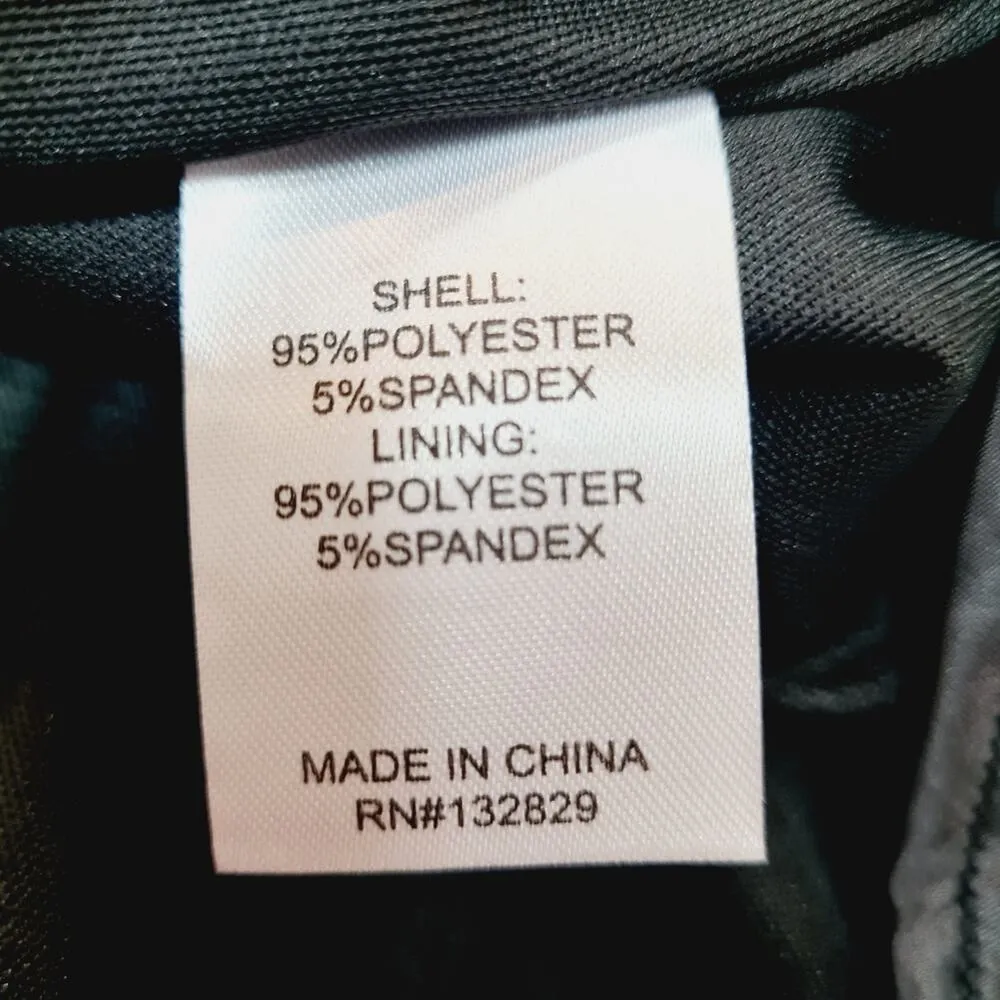 SHELL:
95%POLYESTER
5%SPANDEX
LINING:
95%POLYESTER
5%SPANDEX
MADE IN CHINA
RN#132829